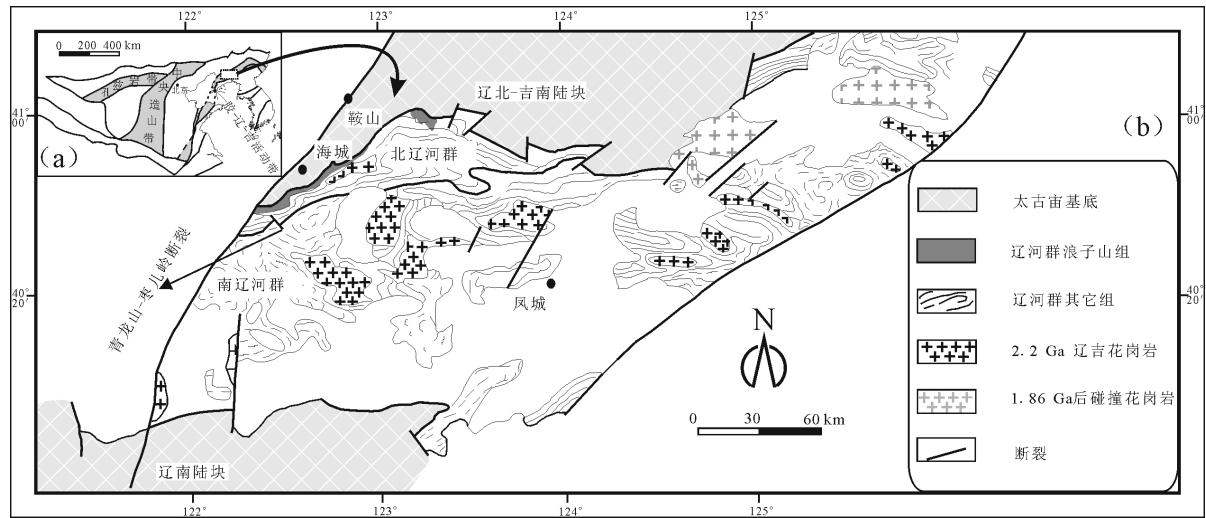 122°
123°
124°
125°
0 200 400 km
孔兹岩带
中央造山带
北京
胶-辽-吉活动带
(a)
41°
00′
41°
00′
辽北-吉南陆块
鞍山
海城
北辽河群
(b)
青龙山-枣儿岭断裂
南辽河群
凤城
40°
20′
40°
20′
太古宙基底
辽河群浪子山组
辽河群其它组
2.2 Ga 辽吉花岗岩
1.86 Ga后碰撞花岗岩
断裂
N
0 30 60 km
辽南陆块
122°
123°
124°
125°